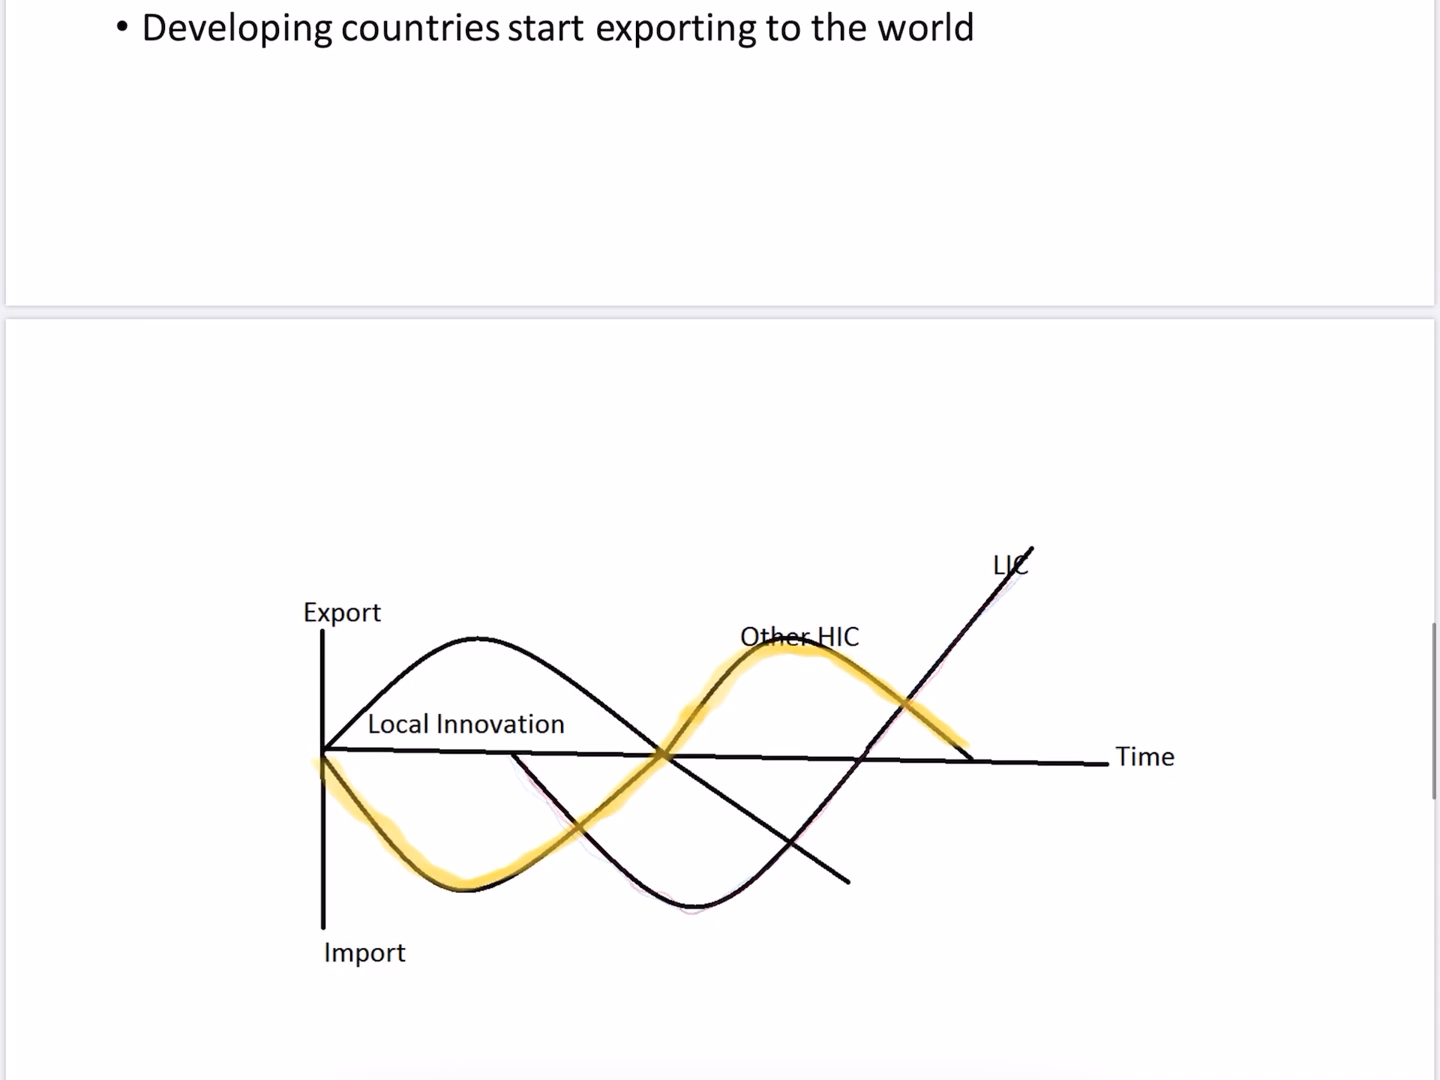 • Developing countries start exporting to the world
LIC
Export
Other HIC
Local Innovation
Time
Import